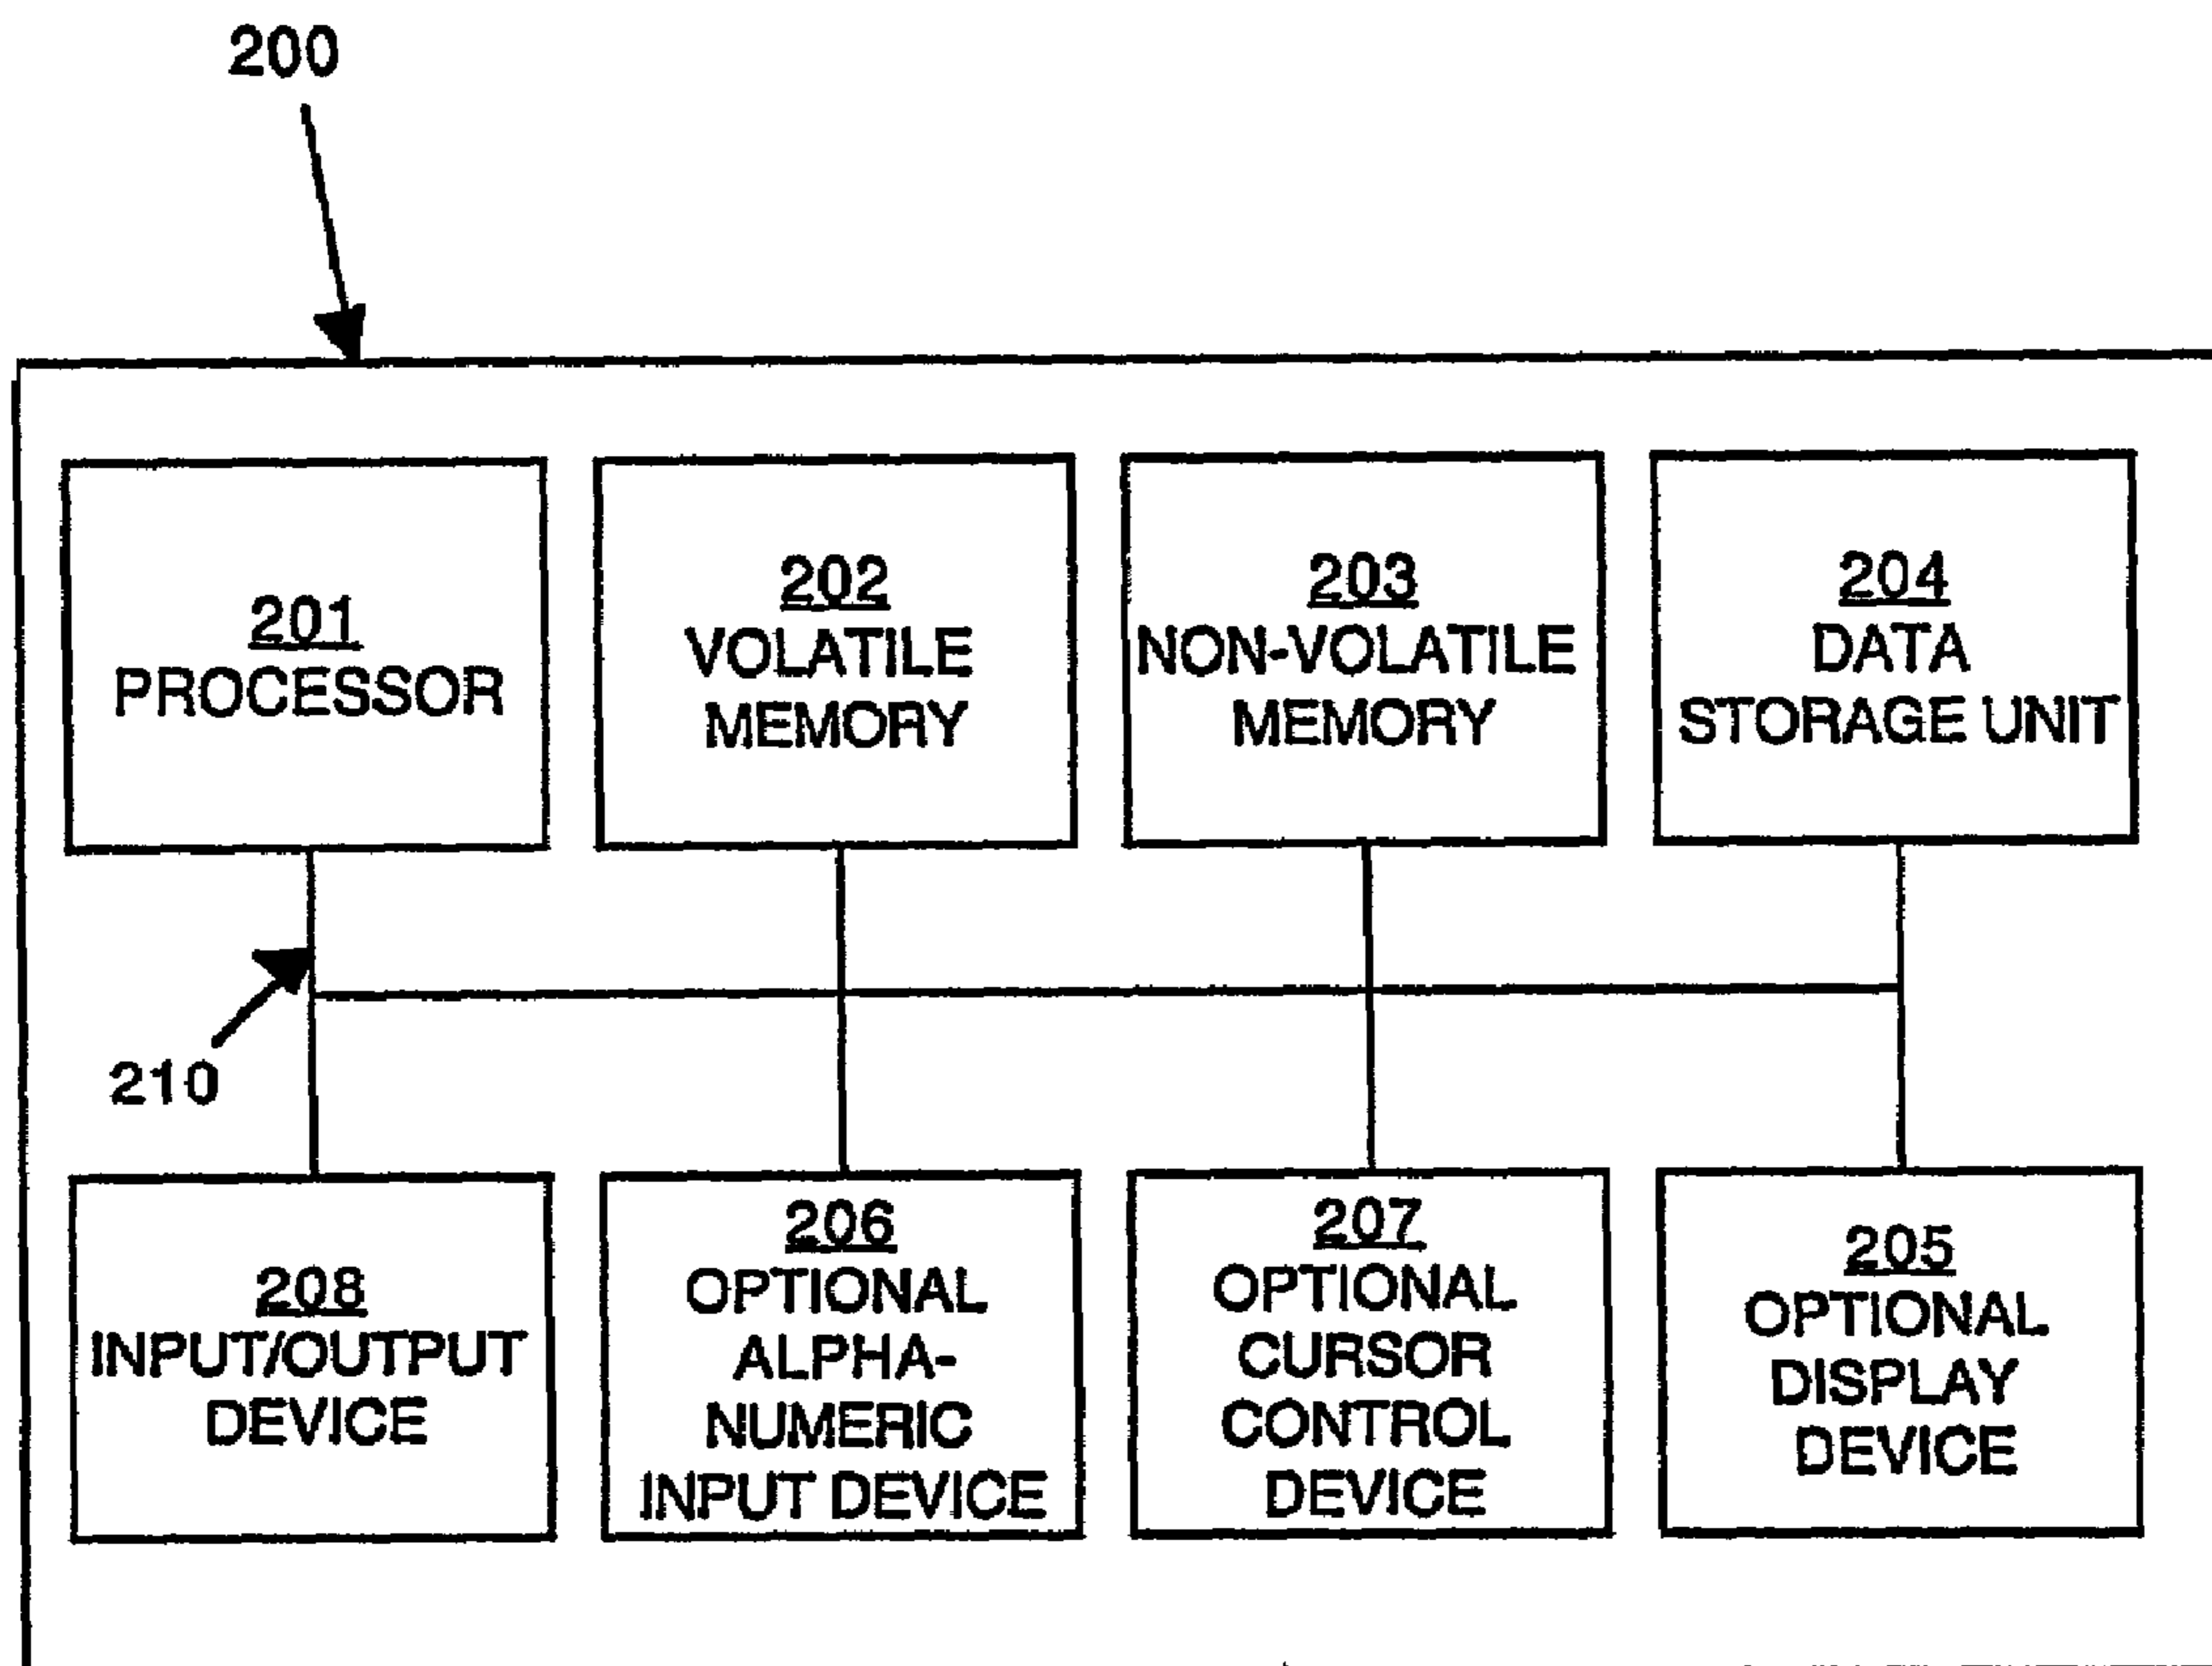 200
201
PROCESSOR
202
VOLATILE
MEMORY
203
NON-VOLATILE
MEMORY
204
DATA
STORAGE UNIT
210
208
INPUT/OUTPUT
DEVICE
206
OPTIONAL
ALPHA-
NUMERIC
INPUT DEVICE
207
OPTIONAL
CURSOR
CONTROL
DEVICE
205
OPTIONAL
DISPLAY
DEVICE